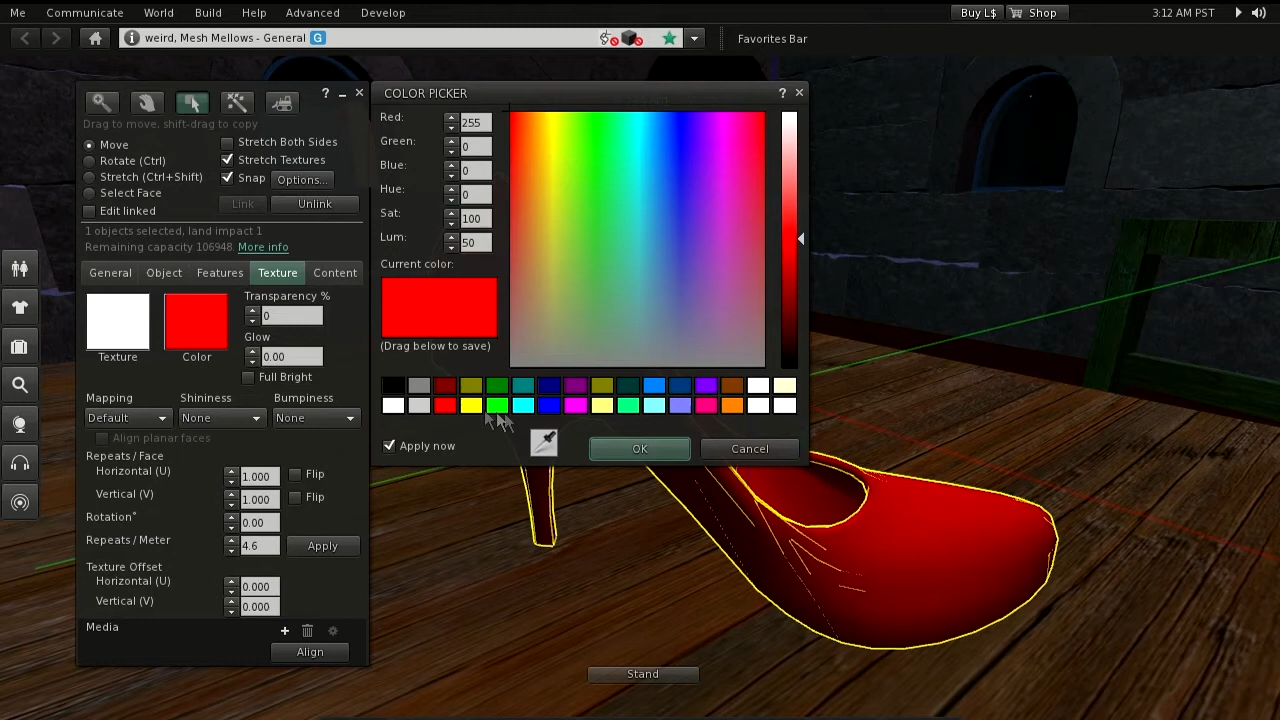 Me Communicate World Build Help Advanced Develop Buy L$ Shop 3:12 AM PST
weird, Mesh Mellows - General G Favorites Bar
?
Drag to move, shift-drag to copy
Move
Rotate (Ctrl)
Stretch (Ctrl+Shift)
Select Face
Edit linked
Stretch Both Sides
Stretch Textures
Snap Options...
Link Unlink
1 objects selected, land impact 1
Remaining capacity 106948. More info
General Object Features Texture Content
Texture Color
Transparency %
0
Glow
0.00
Full Bright
Mapping Shininess Bumpiness
Default None None
Align planar faces
Repeats / Face
Horizontal (U) 1.000 Flip
Vertical (V) 1.000 Flip
Rotation° 0.00
Repeats / Meter 4.6 Apply
Texture Offset
Horizontal (U) 0.000
Vertical (V) 0.000
Media
Align
COLOR PICKER ?
Red: 255
Green: 0
Blue: 0
Hue: 0
Sat: 100
Lum: 50
Current color:
(Drag below to save)
Apply now OK Cancel
Stand